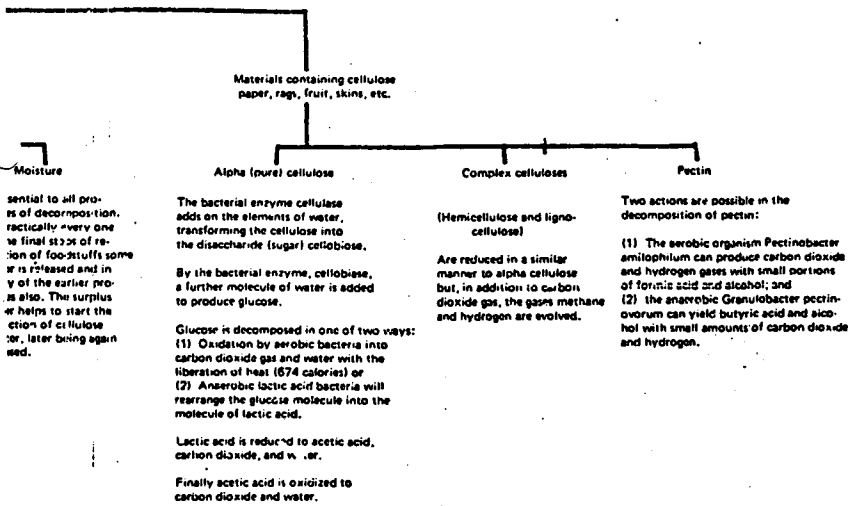 Materials containing cellulose
paper, rags, fruit, skins, etc.
Moisture
sential to all pro-
es of decomposition.
ractically every one
he final steps of re-
tion of foodstuffs some
er is released and in
y of the earlier pro-
es also. The surplus
er helps to start the
ction of cellulose
ter, later being again
used.
Alpha (pure) cellulose
The bacterial enzyme cellulase
adds on the elements of water,
transforming the cellulose into
the disaccharide (sugar) cellobiose.
By the bacterial enzyme, cellobiase,
a further molecule of water is added
to produce glucose.
Glucose is decomposed in one of two ways:
(1) Oxidation by aerobic bacteria into
carbon dioxide gas and water with the
liberation of heat (674 calories) or
(2) Anaerobic lactic acid bacteria will
rearrange the glucose molecule into the
molecule of lactic acid.
Lactic acid is reduced to acetic acid,
carbon dioxide, and
Finally acetic acid is oxidized to
carbon dioxide and water.
Complex celluloses
(Hemicellulose and ligno-
cellulose)
Are reduced in a similar
manner to alpha cellulose
but, in addition to carbon
dioxide gas, the gases methane
and hydrogen are evolved.
Pectin
Two actions are possible in the
decomposition of pectin:
(1) The aerobic organism Pectinobacter
amilophilum can produce carbon dioxide
and hydrogen gases with small portions
of formic acid and alcohol; and
(2) the anaerobic Granulobacter pectin-
ovorum can yield butyric acid and alco-
hol with small amounts of carbon dioxide
and hydrogen.